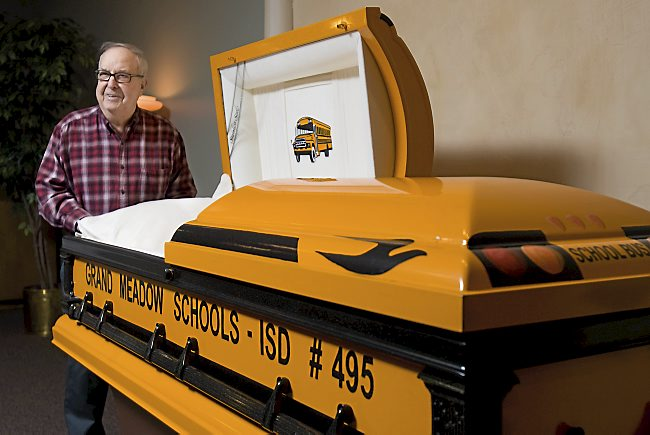 SCHOOL BUS
GRAND MEADOW SCHOOLS - ISD # 495